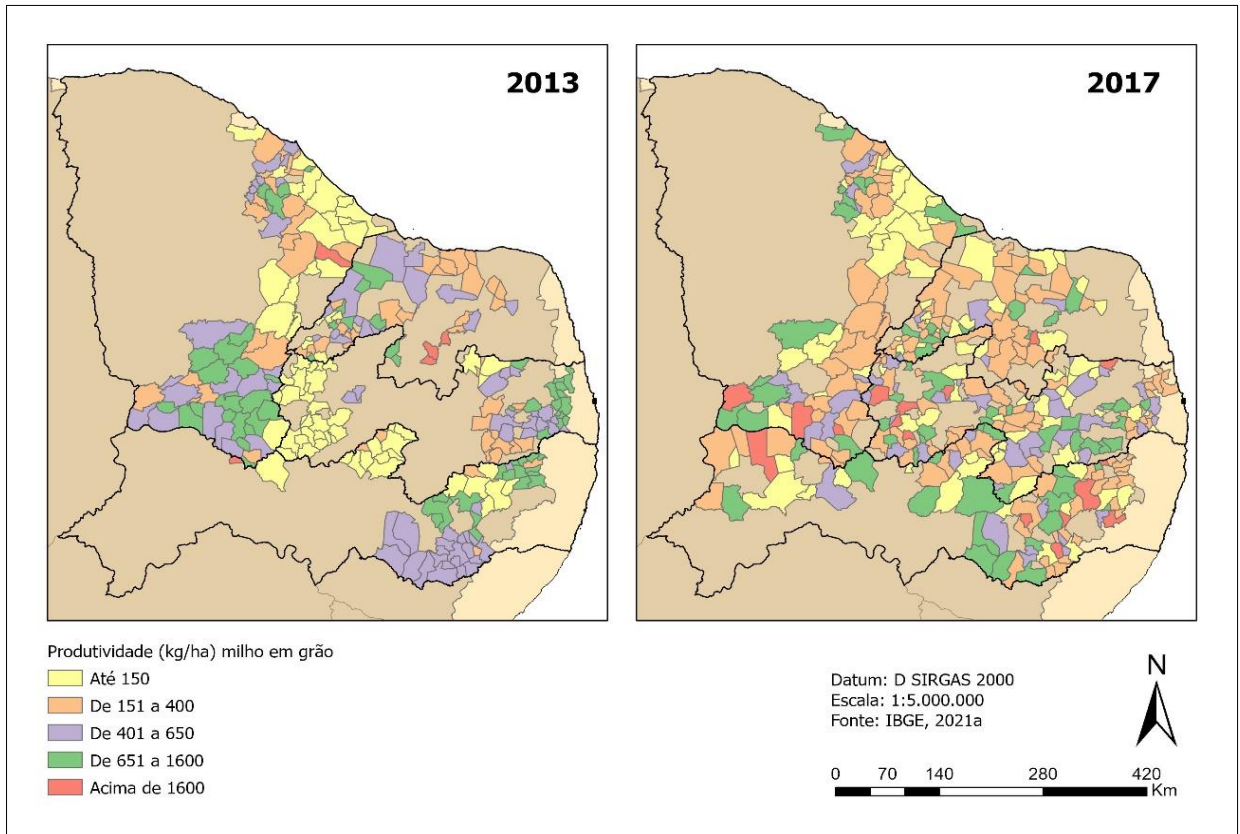 2013
2017
Produtividade (kg/ha) milho em grão
Até 150
De 151 a 400
De 401 a 650
De 651 a 1600
Acima de 1600
Datum: D SIRGAS 2000
Escala: 1:5.000.000
Fonte: IBGE, 2021a
N
0 70 140 280 420
Km